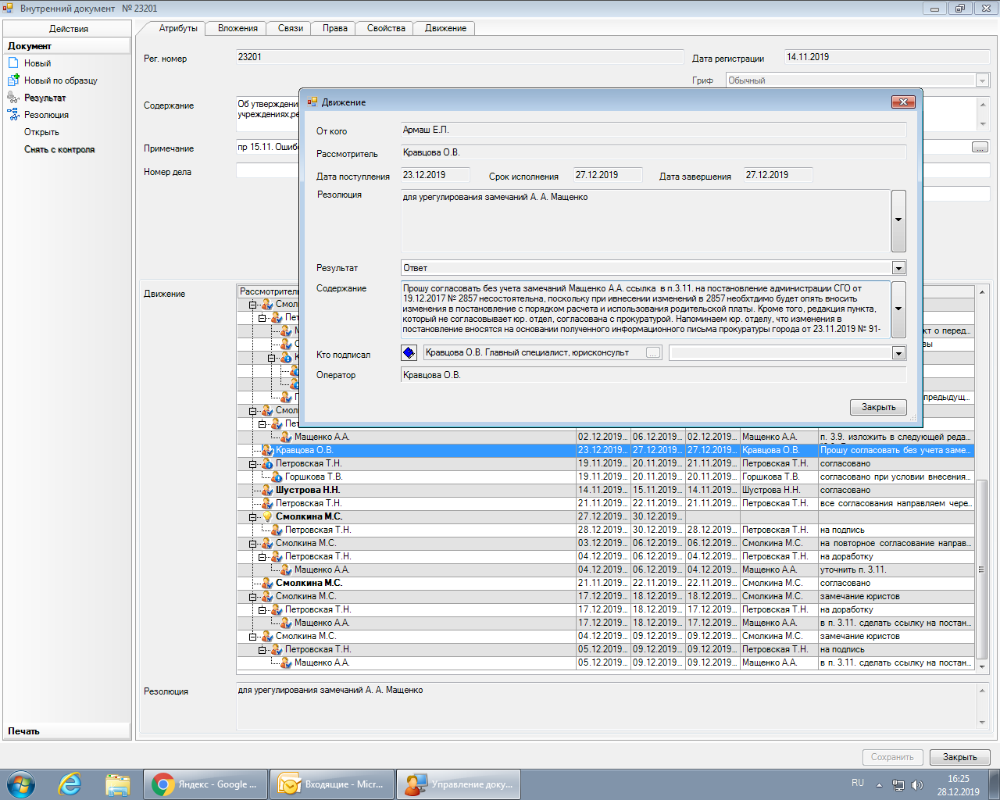 Внутренний документ № 23201
Действия
Документ
Новый
Новый по образцу
Результат
Резолюция
Открыть
Снять с контроля
Печать
Атрибуты Вложения Связи Права Свойства Движение
Рег. номер 23201 Дата регистрации 14.11.2019
Гриф Обычный
Содержание Об утверждени
учреждениях,ре
Примечание пр 15.11. Ошиб ...
Номер дела
Движение
От кого Армаш Е.Л.
Рассмотритель Кравцова О.В.
Дата поступления 23.12.2019 Срок исполнения 27.12.2019 Дата завершения 27.12.2019
Резолюция для урегулирования замечаний А. А. Мащенко
Результат Ответ
Содержание Прошу согласовать без учета замечаний Мащенко А.А. ссылка в п.3.11. на постановление администрации СГО от
19.12.2017 № 2857 несостоятельна, поскольку при ивнесении изменений в 2857 необхтдимо будет опять вносить
изменения в постановление с порядком расчета и использования родительской платы. Кроме того, редакция пункта,
который не согласовывает юр. отдел, согласована с прокуратурой. Напоминаем юр. отделу, что изменения в
постановление вносятся на основании полученного информационного письма прокуратуры города от 23.11.2019 № 91-
Кто подписал Кравцова О.В. Главный специалист, юрисконсульт ...
Оператор Кравцова О.В.
Закрыть
Движение Рассмотритель
Смол
Пет
кт о перед...
вы
предыдущ...
Смол
Пет
Мащенко А.А. 02.12.2019... 06.12.2019... 02.12.2019... Мащенко А.А. п. 3.9. изложить в следующей реда...
Кравцова О.В. 23.12.2019... 27.12.2019... 27.12.2019... Кравцова О.В. Прошу согласовать без учета заме...
Петровская Т.Н. 19.11.2019... 20.11.2019... 21.11.2019... Петровская Т.Н. согласовано
Горшкова Т.В. 19.11.2019... 20.11.2019... 20.11.2019... Горшкова Т.В. согласовано при условии внесения...
Шустрова Н.Н. 14.11.2019... 15.11.2019... 14.11.2019... Шустрова Н.Н. согласовано
Петровская Т.Н. 21.11.2019... 22.11.2019... 21.11.2019... Петровская Т.Н. все согласования направляем чере...
Смолкина М.С. 27.12.2019... 30.12.2019...
Петровская Т.Н. 28.12.2019... 30.12.2019... 28.12.2019... Петровская Т.Н. на подпись
Смолкина М.С. 03.12.2019... 06.12.2019... 06.12.2019... Смолкина М.С. на повторное согласование направ...
Петровская Т.Н. 04.12.2019... 06.12.2019... 04.12.2019... Петровская Т.Н. на доработку
Мащенко А.А. 04.12.2019... 06.12.2019... 04.12.2019... Мащенко А.А. уточнить п. 3.11.
Смолкина М.С. 21.11.2019... 22.11.2019... 22.11.2019... Смолкина М.С. согласовано
Смолкина М.С. 17.12.2019... 18.12.2019... 18.12.2019... Смолкина М.С. замечание юристов
Петровская Т.Н. 17.12.2019... 18.12.2019... 17.12.2019... Петровская Т.Н. на доработку
Мащенко А.А. 17.12.2019... 18.12.2019... 17.12.2019... Мащенко А.А. в п. 3.11. сделать ссылку на постан...
Смолкина М.С. 04.12.2019... 09.12.2019... 09.12.2019... Смолкина М.С. замечание юристов
Петровская Т.Н. 05.12.2019... 09.12.2019... 09.12.2019... Петровская Т.Н. на подпись
Мащенко А.А. 05.12.2019... 09.12.2019... 09.12.2019... Мащенко А.А. в п. 3.11. сделать ссылку на постан...
Резолюция для урегулирования замечаний А. А. Мащенко
Сохранить Закрыть
Яндекс - Google ... Входящие - Micr... Управление доку... RU 16:25
28.12.2019